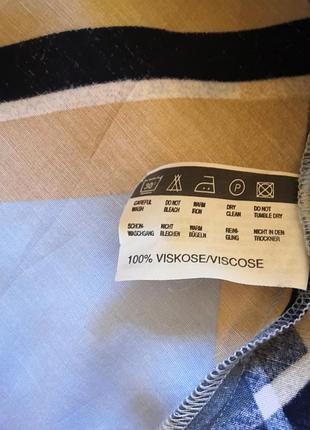 30 P
CAREFUL WASH DO NOT BLEACH WARM IRON DRY CLEAN DO NOT TUMBLE DRY
SCHON- WASCHGANG NICHT BLEICHEN WARM BÜGELN REINI- GUNG NICHT IN DEN TROCKNER
100% VISKOSE/VISCOSE